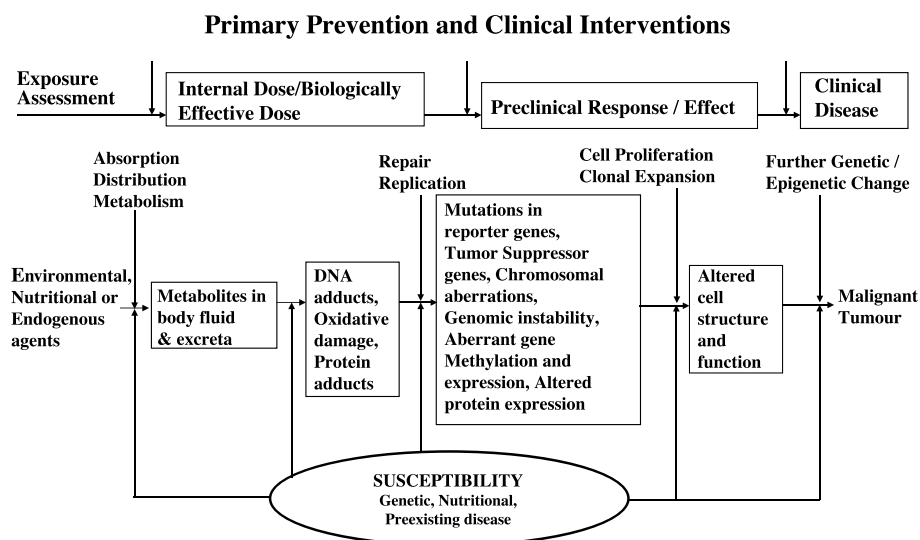 Primary Prevention and Clinical Interventions
Exposure
Assessment
Internal Dose/Biologically
Effective Dose
Preclinical Response / Effect
Clinical
Disease
Absorption
Distribution
Metabolism
Repair
Replication
Cell Proliferation
Clonal Expansion
Further Genetic /
Epigenetic Change
Environmental,
Nutritional or
Endogenous
agents
Metabolites in
body fluid
& excreta
DNA
adducts,
Oxidative
damage,
Protein
adducts
Mutations in
reporter genes,
Tumor Suppressor
genes, Chromosomal
aberrations,
Genomic instability,
Aberrant gene
Methylation and
expression, Altered
protein expression
Altered
cell
structure
and
function
Malignant
Tumour
SUSCEPTIBILITY
Genetic, Nutritional,
Preexisting disease